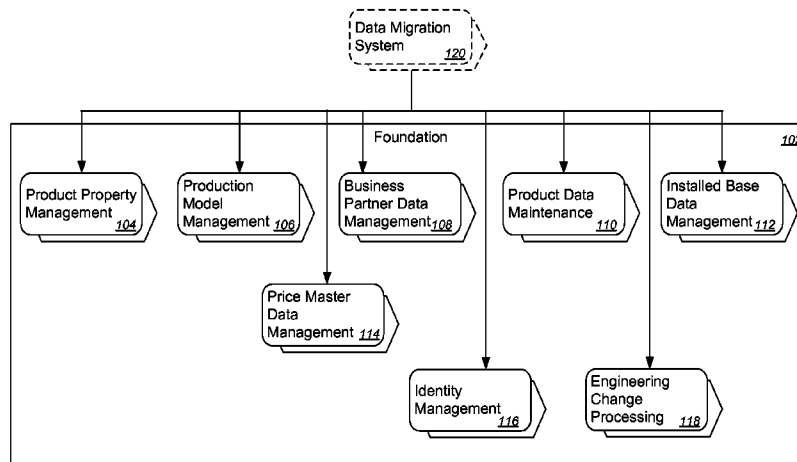 Data Migration
System
120
Foundation
102
Product Property
Management 104
Production
Model
Management 106
Business
Partner Data
Management 108
Product Data
Maintenance 110
Installed Base
Data
Management 112
Price Master
Data
Management 114
Identity
Management 116
Engineering
Change
Processing 118